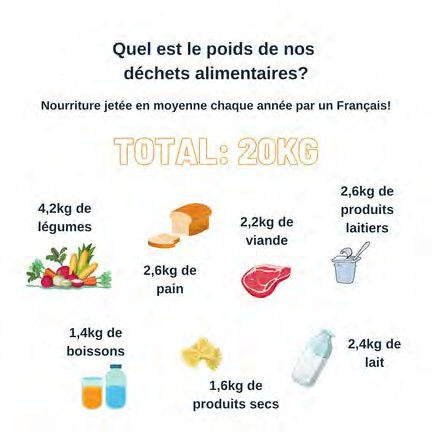 Quel est le poids de nos
déchets alimentaires?
Nourriture jetée en moyenne chaque année par un Français!
TOTAL: 20KG
4,2kg de
légumes
2,6kg de
pain
2,2kg de
viande
2,6kg de
produits
laitiers
1,4kg de
boissons
1,6kg de
produits secs
2,4kg de
lait